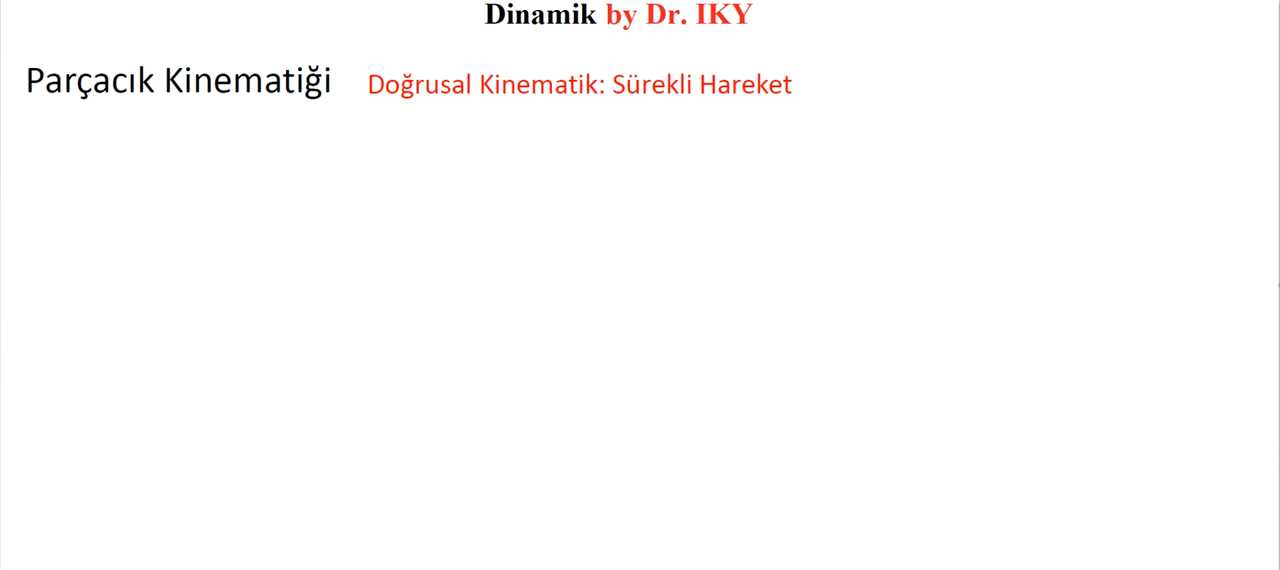 Dinamik by Dr. IKY
Parçacık Kinematiği Doğrusal Kinematik: Sürekli Hareket